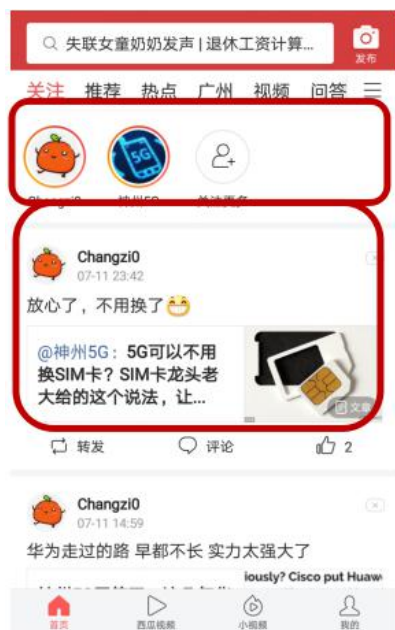 失联女童奶奶发声 | 退休工资计算...
发布
关注 推荐 热点 广州 视频 问答
5G
Changzi0
07-11 23:42
放心了，不用换了
@神州5G：5G可以不用
换SIM卡？SIM卡龙头老
大给的这个说法，让...
文章
转发 评论 2
Changzi0
07-11 14:59
华为走过的路 早都不长 实力太强大了
iously? Cisco put Huaw
首页 西瓜视频 小视频 我的